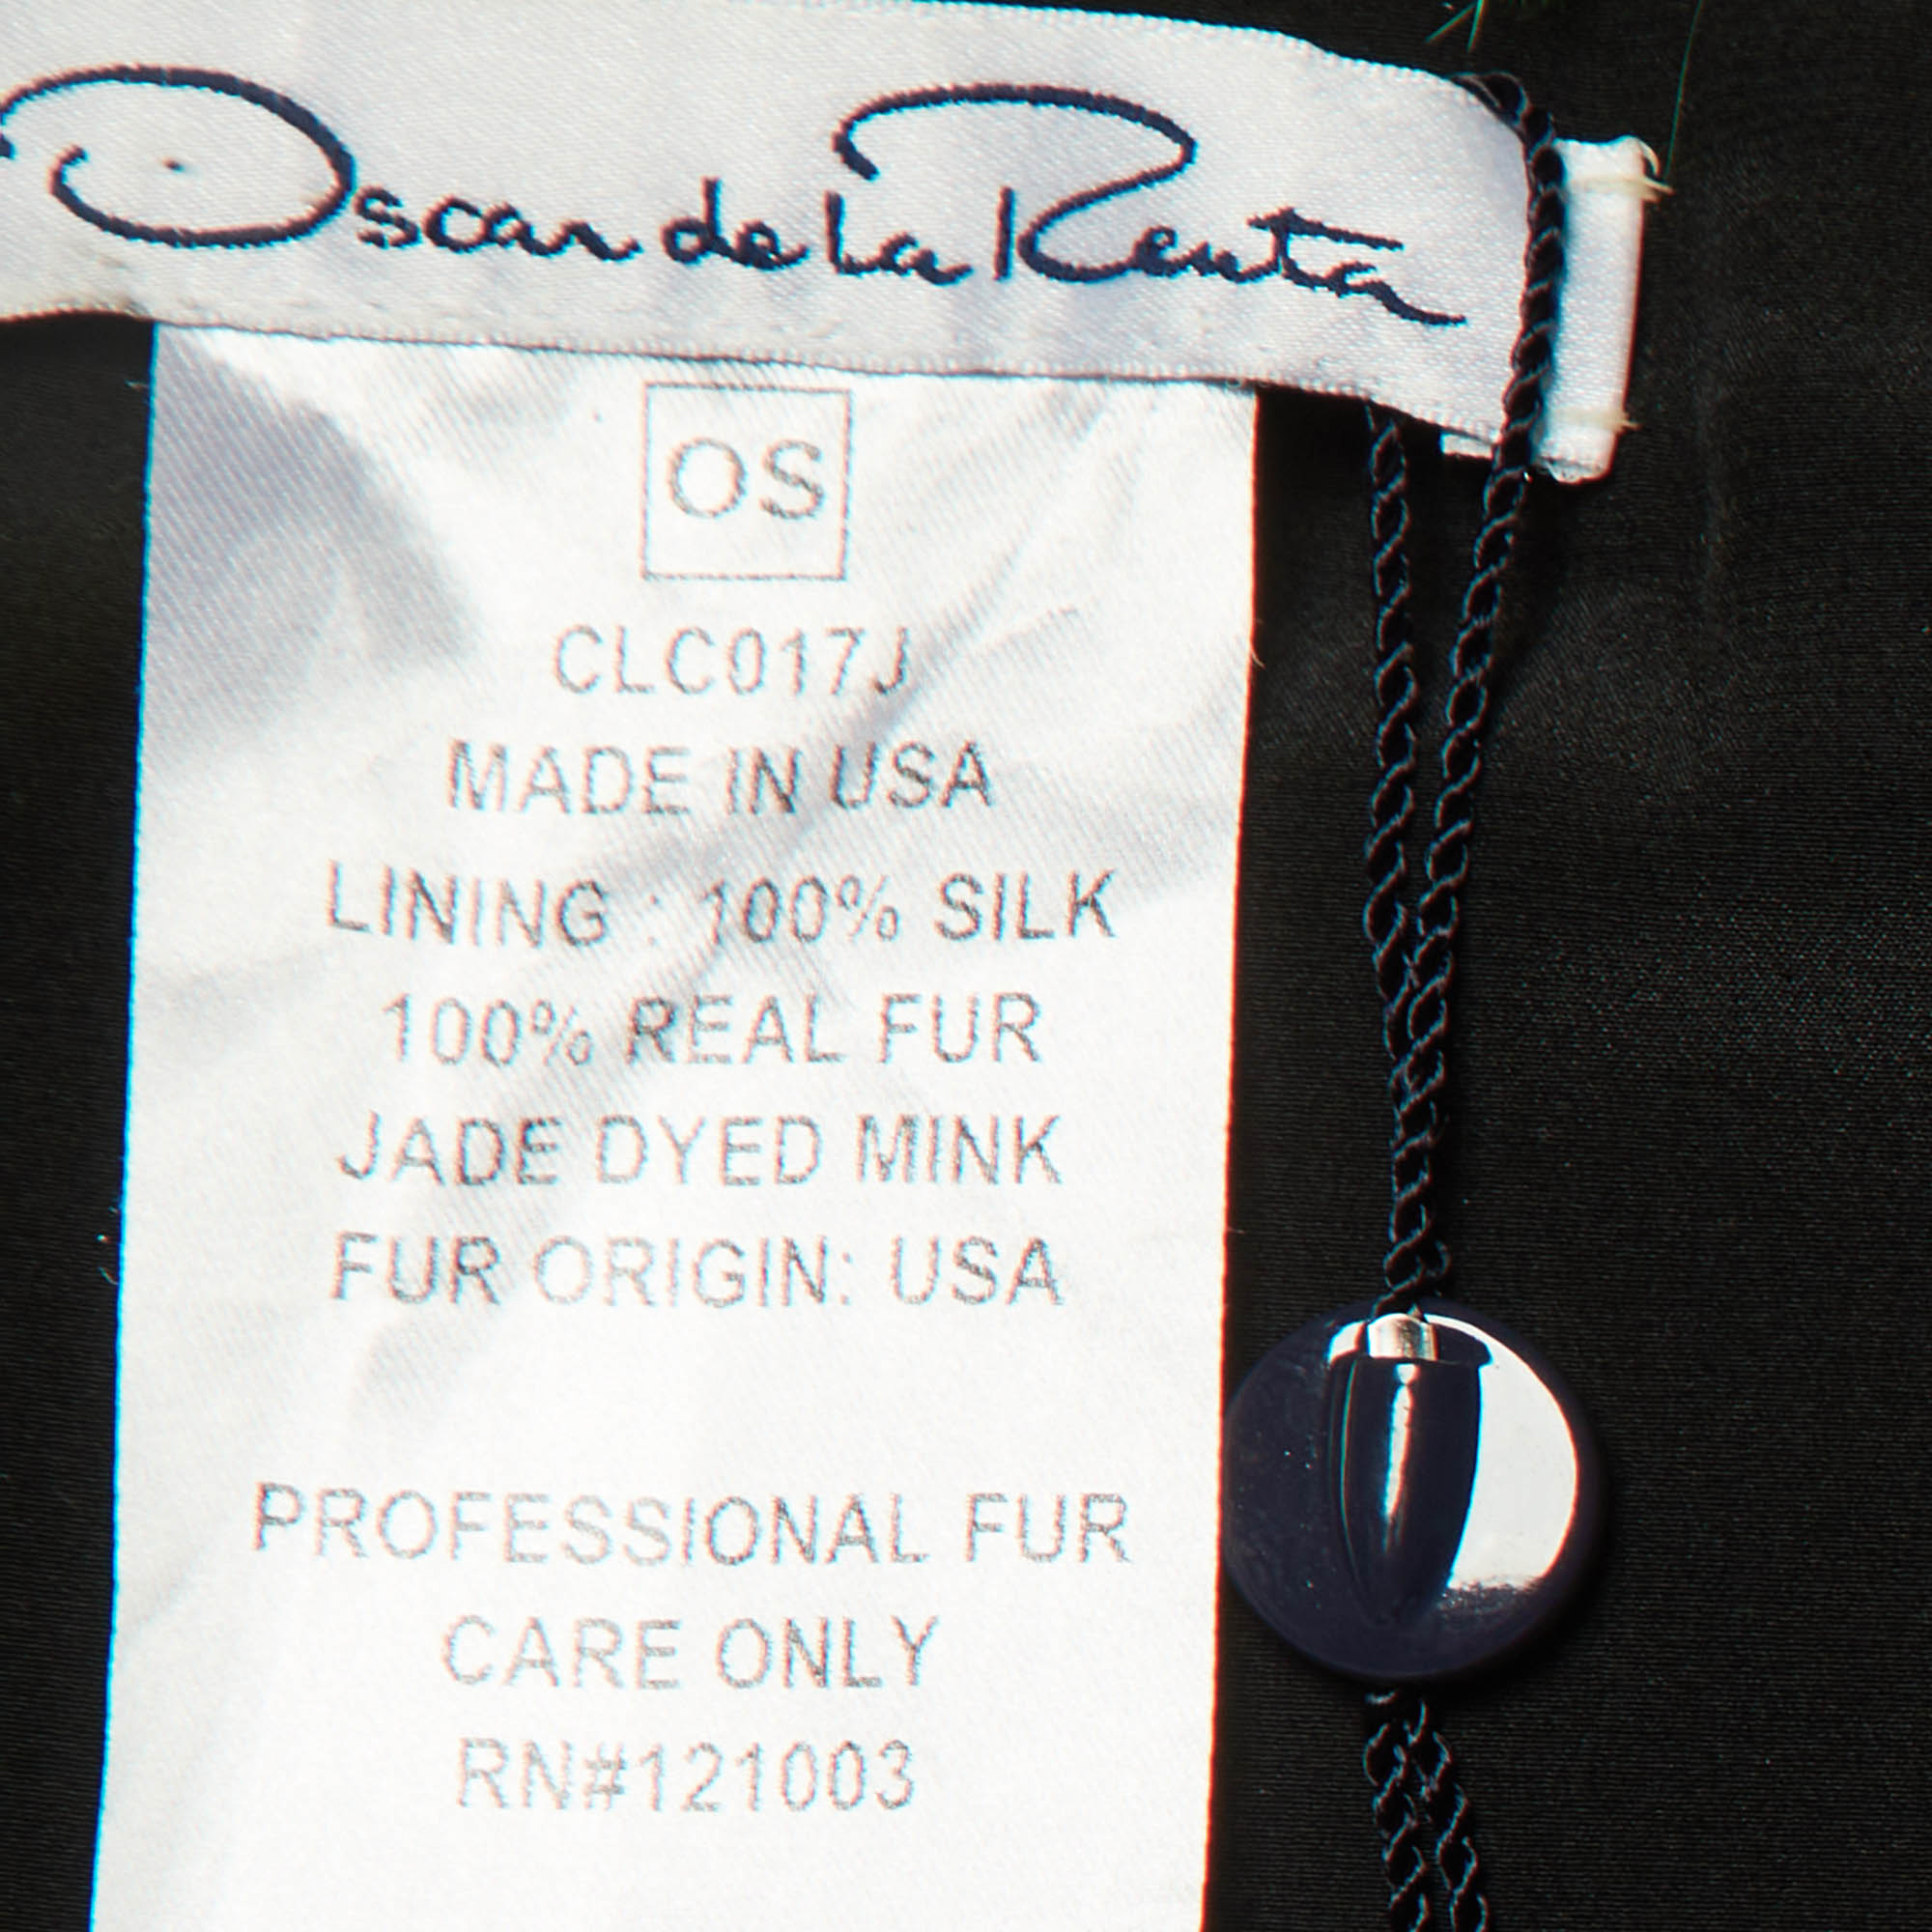 Oscar de la Renta
OS
CLC017J
MADE IN USA
LINING : 100% SILK
100% REAL FUR
JADE DYED MINK
FUR ORIGIN: USA
PROFESSIONAL FUR
CARE ONLY
RN#121003